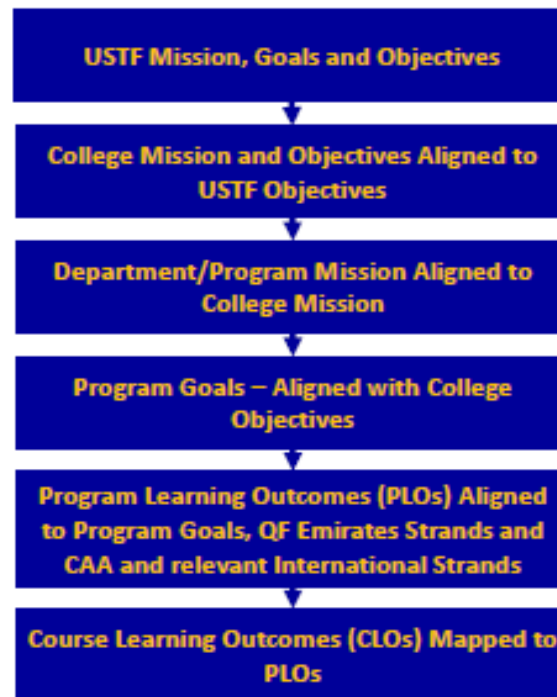 USTF Mission, Goals and Objectives
College Mission and Objectives Aligned to
USTF Objectives
Department/Program Mission Aligned to
College Mission
Program Goals – Aligned with College
Objectives
Program Learning Outcomes (PLOs) Aligned
to Program Goals, QF Emirates Strands and
CAA and relevant International Strands
Course Learning Outcomes (CLOs) Mapped to
PLOs